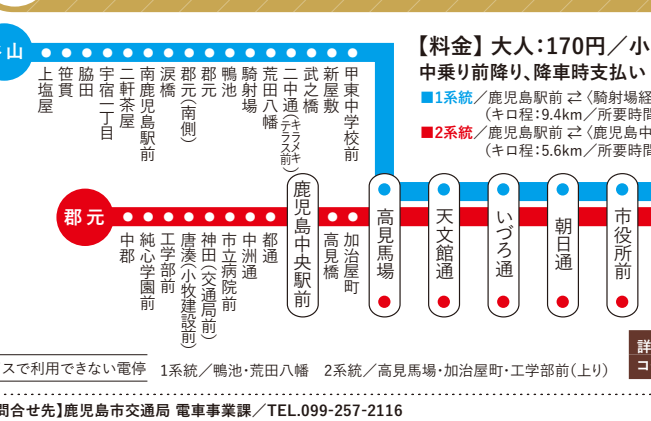 山
上塩屋
笹貫
脇田
宇宿一丁目
二軒茶屋
南鹿児島駅前
涙橋
郡元(南側)
郡元
鴨池
騎射場
荒田八幡
二中通(キラメキテラス前)
武之橋
新屋敷
甲東中学校前
【料金】大人:170円/小
中乗り前降り、降車時支払い
■1系統/鹿児島駅前⇄〈騎射場経
(キロ程:9.4km/所要時間
■2系統/鹿児島駅前⇄〈鹿児島中
(キロ程:5.6km/所要時間
郡元
中郡
純心学園前
工学部前
唐湊(小牧建設前)
神田(交通局前)
市立病院前
中洲通
都通
鹿児島中央駅前
高見橋
加治屋町
高見馬場
天文館通
いづろ通
朝日通
市役所前
スで利用できない電停 1系統/鴨池・荒田八幡 2系統/高見馬場・加治屋町・工学部前(上り)
詳
コ
問合せ先】鹿児島市交通局 電車事業課/TEL.099-257-2116